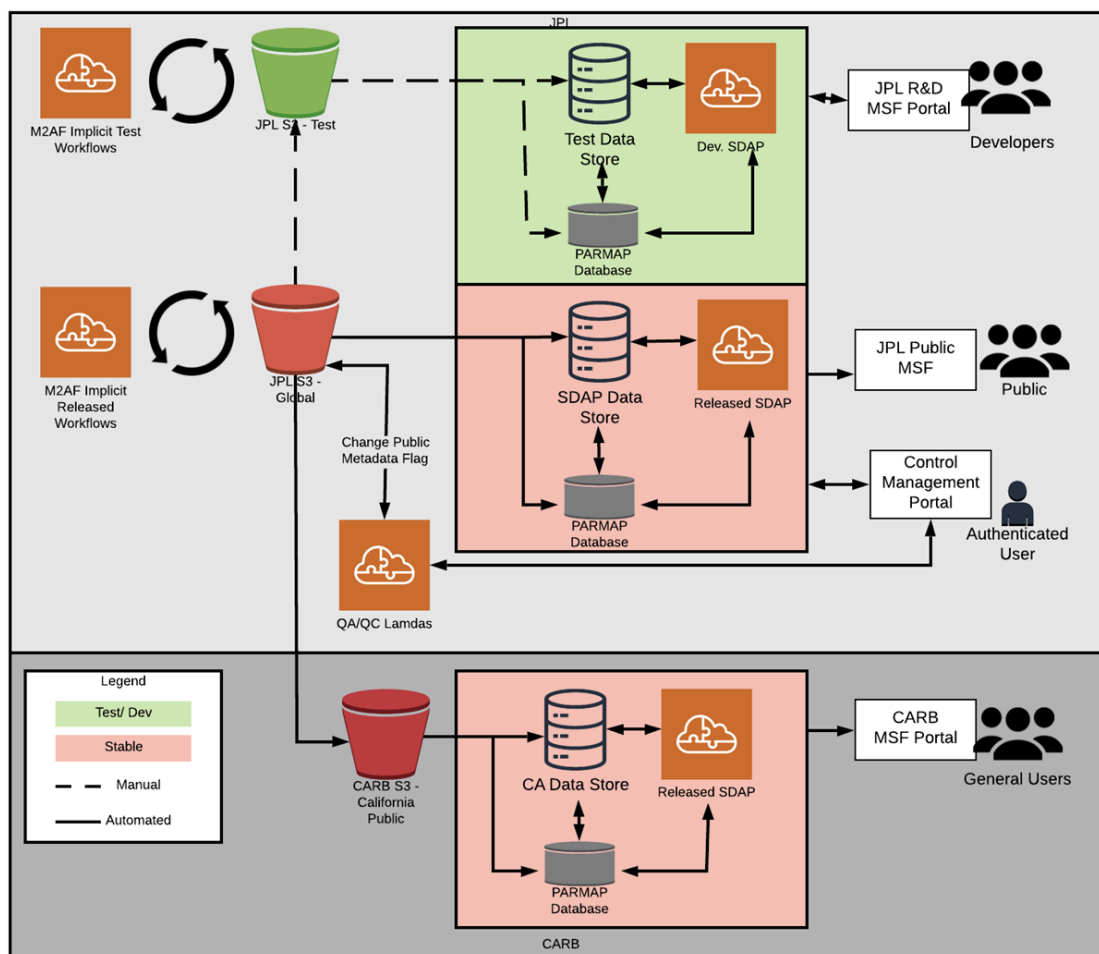 JPL
M2AF Implicit Test
Workflows
JPL S3 - Test
Test Data
Store
Dev. SDAP
PARMAP
Database
JPL R&D
MSF Portal
Developers
M2AF Implicit
Released
Workflows
JPL S3 -
Global
Change Public
Metadata Flag
QA/QC Lamdas
SDAP Data
Store
Released SDAP
PARMAP
Database
JPL Public
MSF
Public
Control
Management
Portal
Authenticated
User
Legend
Test/ Dev
Stable
Manual
Automated
CARB S3 -
California
Public
CA Data Store
Released SDAP
PARMAP
Database
CARB
MSF Portal
General Users
CARB